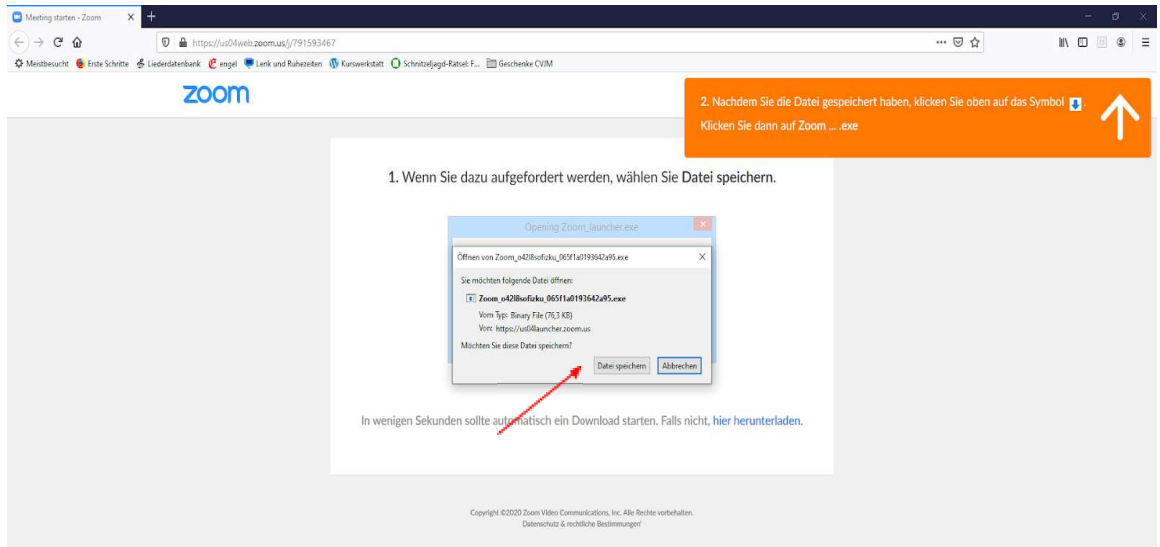 Meeting starten - Zoom
https://us04web.zoom.us/j/791593467
Meistbesucht Erste Schritte Liederdatenbank engel Lenk und Ruhezeiten Kurswerkstatt Schnitzeljagd-Rätsel: F... Geschenke CVJM
zoom
2. Nachdem Sie die Datei gespeichert haben, klicken Sie oben auf das Symbol .
Klicken Sie dann auf Zoom ... .exe
1. Wenn Sie dazu aufgefordert werden, wählen Sie Datei speichern.
Opening Zoom_launcher.exe
Öffnen von Zoom_o42l8sofizku_065f1a0193642a95.exe
Sie möchten folgende Datei öffnen:
Zoom_o42l8sofizku_065f1a0193642a95.exe
Vom Typ: Binary File (76,3 KB)
Von: https://us04launcher.zoom.us
Möchten Sie diese Datei speichern?
Datei speichern Abbrechen
In wenigen Sekunden sollte automatisch ein Download starten. Falls nicht, hier herunterladen.
Copyright ©2020 Zoom Video Communications, Inc. Alle Rechte vorbehalten.
Datenschutz & rechtliche Bestimmungen'